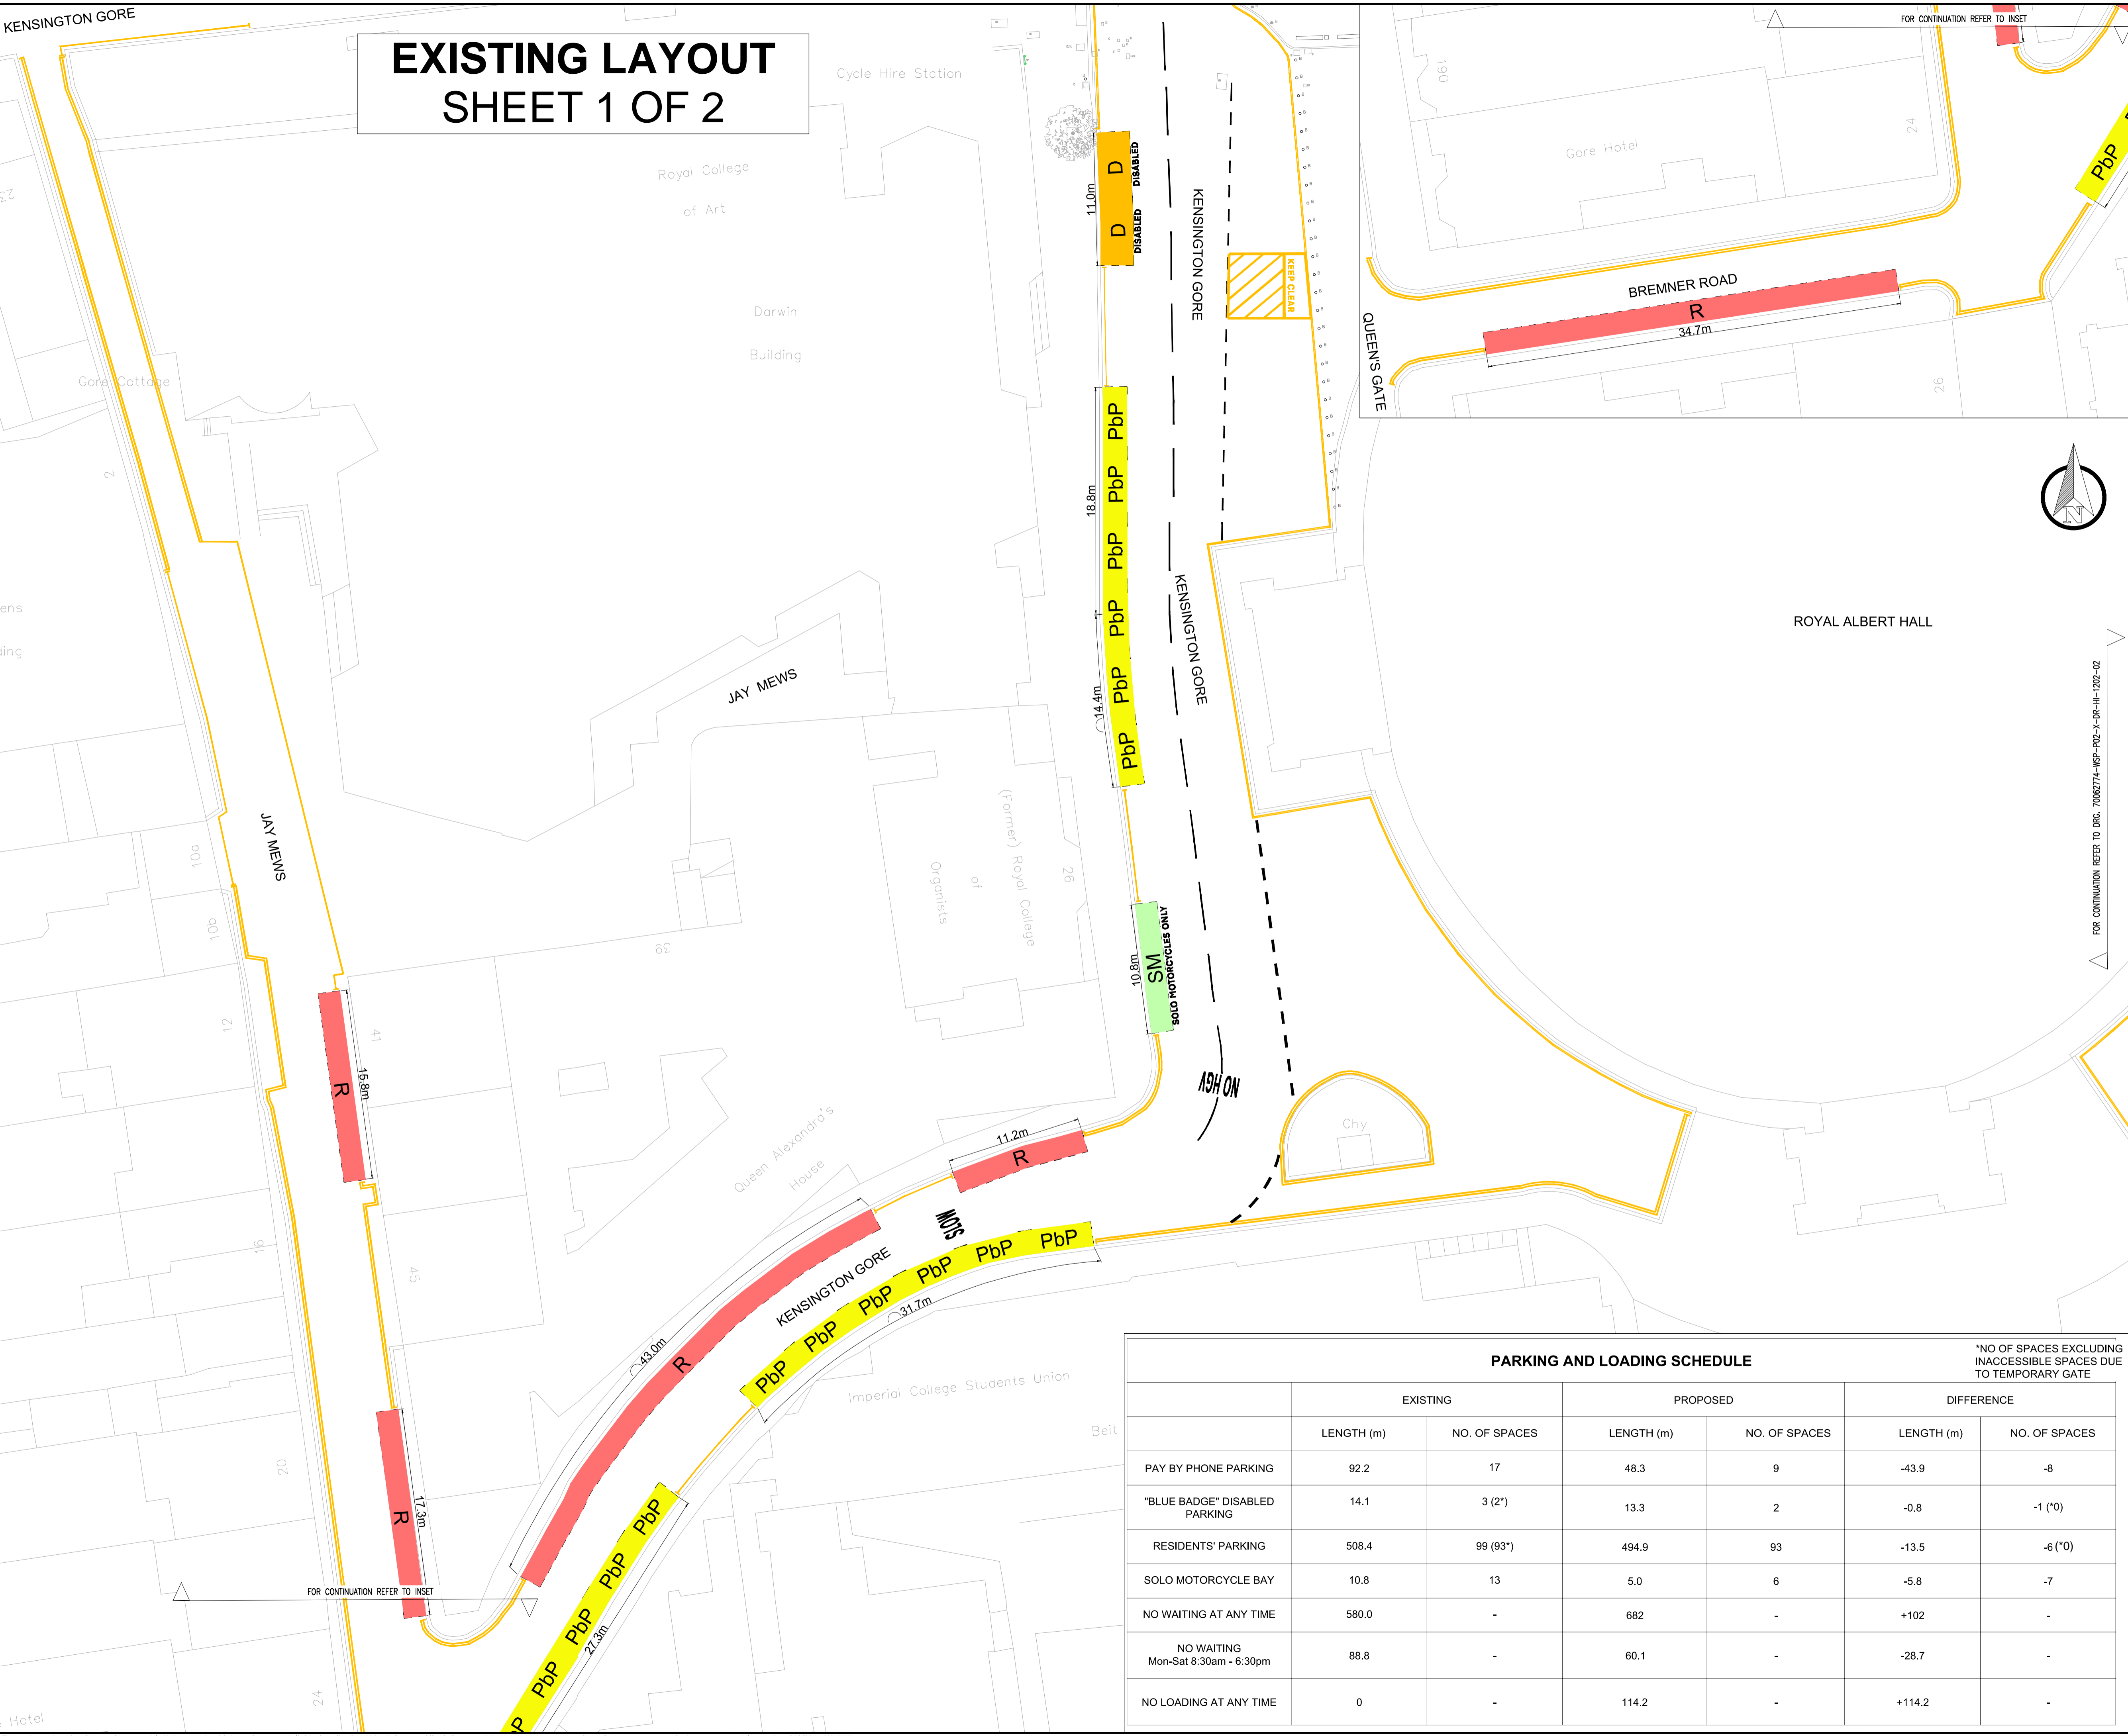 KENSINGTON GORE
EXISTING LAYOUT
SHEET 1 OF 2
Cycle Hire Station
Royal College
of Art
Darwin
Building
Gore Cottage
2
JAY MEWS
JAY MEWS
10a
10b
12
16
20
24
41
45
39
R
15.8m
R
17.3m
FOR CONTINUATION REFER TO INSET
Hotel
11.0m
D
D
DISABLED
DISABLED
KENSINGTON GORE
KEEP CLEAR
18.8m
PbP
PbP
PbP
PbP
PbP
PbP
14.4m
KENSINGTON GORE
(Former) Royal College
of
Organists
26
10.8m
SM
SOLO MOTORCYCLES ONLY
NO HGV
Chy
Queen Alexandra's
House
11.2m
R
SLOW
KENSINGTON GORE
43.0m
R
PbP
PbP
PbP
PbP
PbP
PbP
31.7m
Imperial College Students Union
Beit
PbP
PbP
PbP
PbP
27.3m
FOR CONTINUATION REFER TO INSET
190
Gore Hotel
24
PbP
BREMNER ROAD
R
34.7m
QUEEN'S GATE
26
N
ROYAL ALBERT HALL
FOR CONTINUATION REFER TO DRG. 70062774-WSP-P02-X-DR-HI-1202-02
PARKING AND LOADING SCHEDULE
*NO OF SPACES EXCLUDING
INACCESSIBLE SPACES DUE
TO TEMPORARY GATE
EXISTING PROPOSED DIFFERENCE
LENGTH (m) NO. OF SPACES LENGTH (m) NO. OF SPACES LENGTH (m) NO. OF SPACES
PAY BY PHONE PARKING 92.2 17 48.3 9 -43.9 -8
"BLUE BADGE" DISABLED
PARKING 14.1 3 (2*) 13.3 2 -0.8 -1 (*0)
RESIDENTS' PARKING 508.4 99 (93*) 494.9 93 -13.5 -6 (*0)
SOLO MOTORCYCLE BAY 10.8 13 5.0 6 -5.8 -7
NO WAITING AT ANY TIME 580.0 - 682 - +102 -
NO WAITING
Mon-Sat 8:30am - 6:30pm 88.8 - 60.1 - -28.7 -
NO LOADING AT ANY TIME 0 - 114.2 - +114.2 -